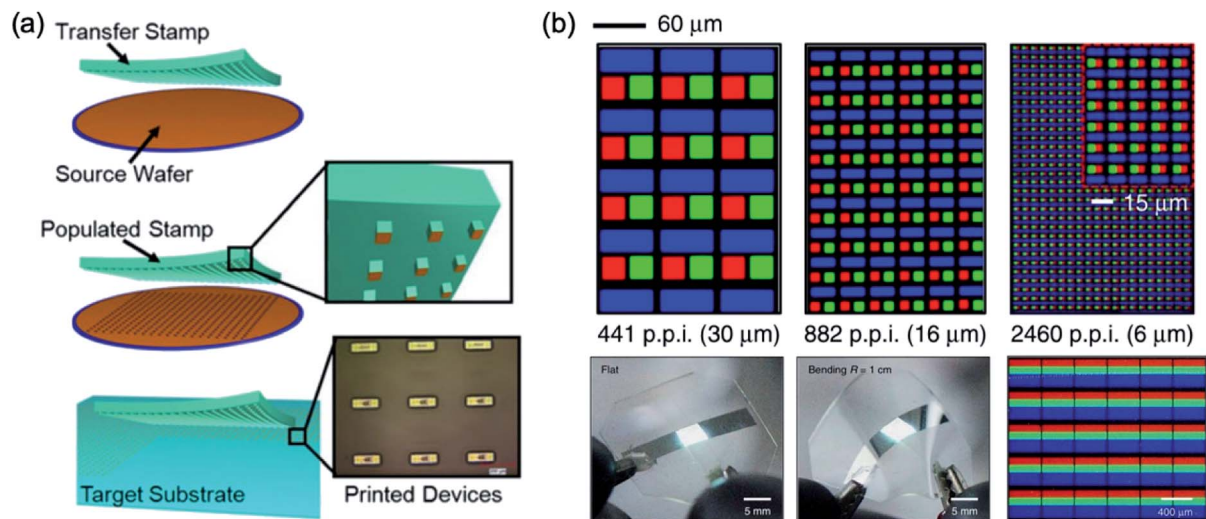 (a)
Transfer Stamp
Source Wafer
Populated Stamp
Target Substrate
Printed Devices
(b)
60 μm
15 μm
441 p.p.i. (30 μm)
882 p.p.i. (16 μm)
2460 p.p.i. (6 μm)
Flat
5 mm
Bending R = 1 cm
5 mm
400 μm